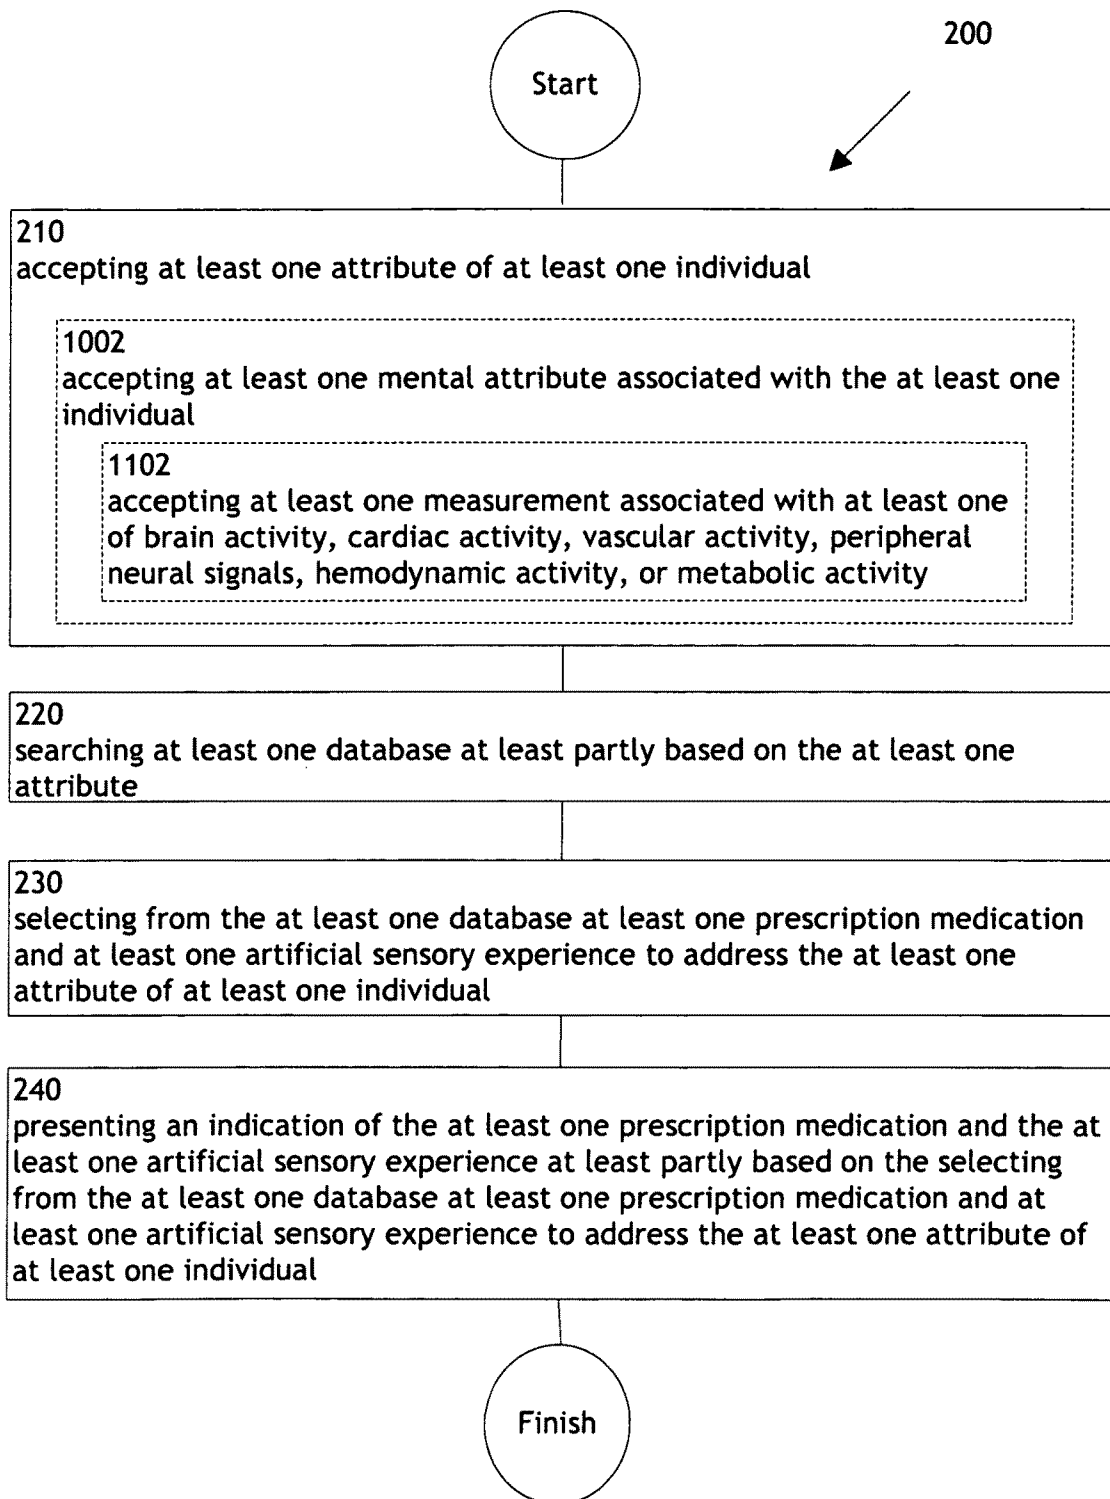 200
Start
210
accepting at least one attribute of at least one individual
1002
accepting at least one mental attribute associated with the at least one
individual
1102
accepting at least one measurement associated with at least one
of brain activity, cardiac activity, vascular activity, peripheral
neural signals, hemodynamic activity, or metabolic activity
220
searching at least one database at least partly based on the at least one
attribute
230
selecting from the at least one database at least one prescription medication
and at least one artificial sensory experience to address the at least one
attribute of at least one individual
240
presenting an indication of the at least one prescription medication and the at
least one artificial sensory experience at least partly based on the selecting
from the at least one database at least one prescription medication and at
least one artificial sensory experience to address the at least one attribute of
at least one individual
Finish